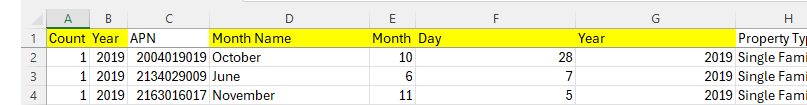 A B C D E F G H
1 Count Year APN Month Name Month Day Year Property Typ
2 1 2019 2004019019 October 10 28 2019 Single Fami
3 1 2019 2134029009 June 6 7 2019 Single Fami
4 1 2019 2163016017 November 11 5 2019 Single Fami